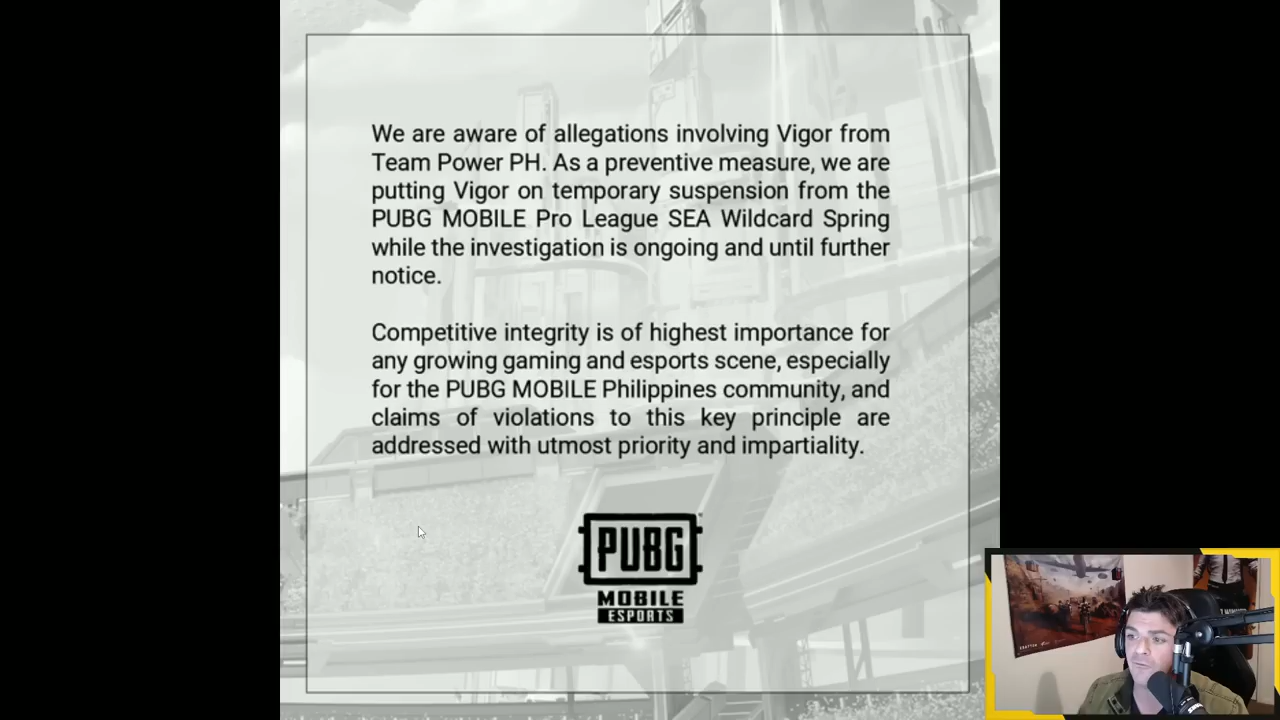 We are aware of allegations involving Vigor from
Team Power PH. As a preventive measure, we are
putting Vigor on temporary suspension from the
PUBG MOBILE Pro League SEA Wildcard Spring
while the investigation is ongoing and until further
notice.
Competitive integrity is of highest importance for
any growing gaming and esports scene, especially
for the PUBG MOBILE Philippines community, and
claims of violations to this key principle are
addressed with utmost priority and impartiality.
PUBG
MOBILE
ESPORTS